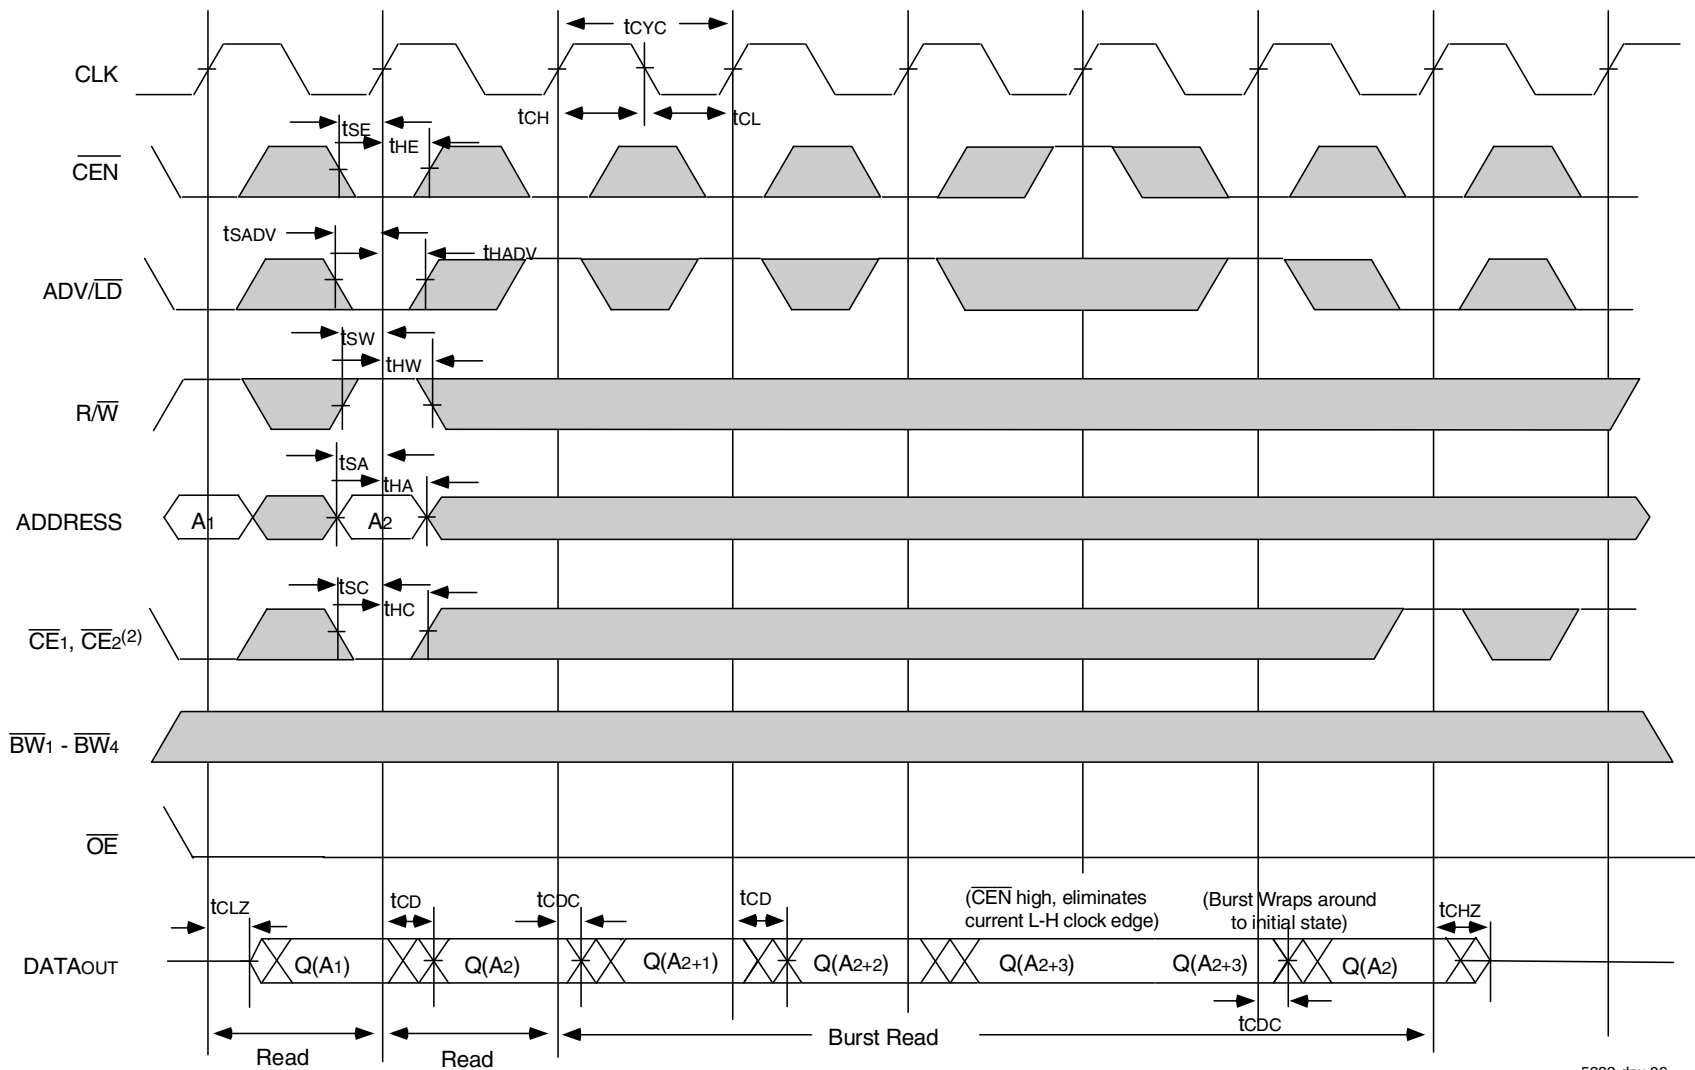 tCYC
CLK
tCH
tCL
tSE
tHE
CEN
tSADV
tHADV
ADV/LD
tSW
tHW
R/W
tSA
tHA
ADDRESS
A1
A2
tSC
tHC
CE1, CE2(2)
BW1 - BW4
OE
tCLZ
tCD
tCDC
tCD
(CEN high, eliminates
current L-H clock edge)
(Burst Wraps around
to initial state)
tCHZ
DATAOUT
Q(A1)
Q(A2)
Q(A2+1)
Q(A2+2)
Q(A2+3)
Q(A2+3)
Q(A2)
tCDC
Read
Read
Burst Read